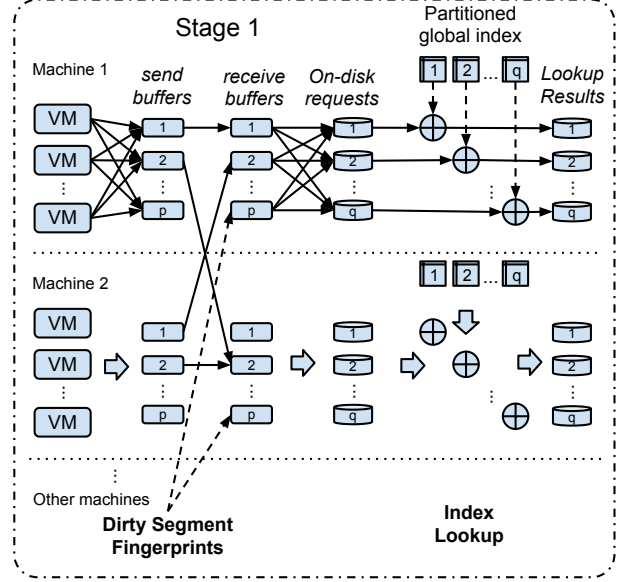 Stage 1
Partitioned
global index
Machine 1
send
buffers
receive
buffers
On-disk
requests
1 2 ... q
Lookup
Results
VM 1 1 1 1
VM 2 2 2 2
... ... ... ... ... ...
VM p p q q
Machine 2
1 2 ... q
VM 1 1 1 1
VM 2 2 2 2
... ... ... ... ... ...
VM p p q q
...
Other machines
Dirty Segment
Fingerprints
Index
Lookup